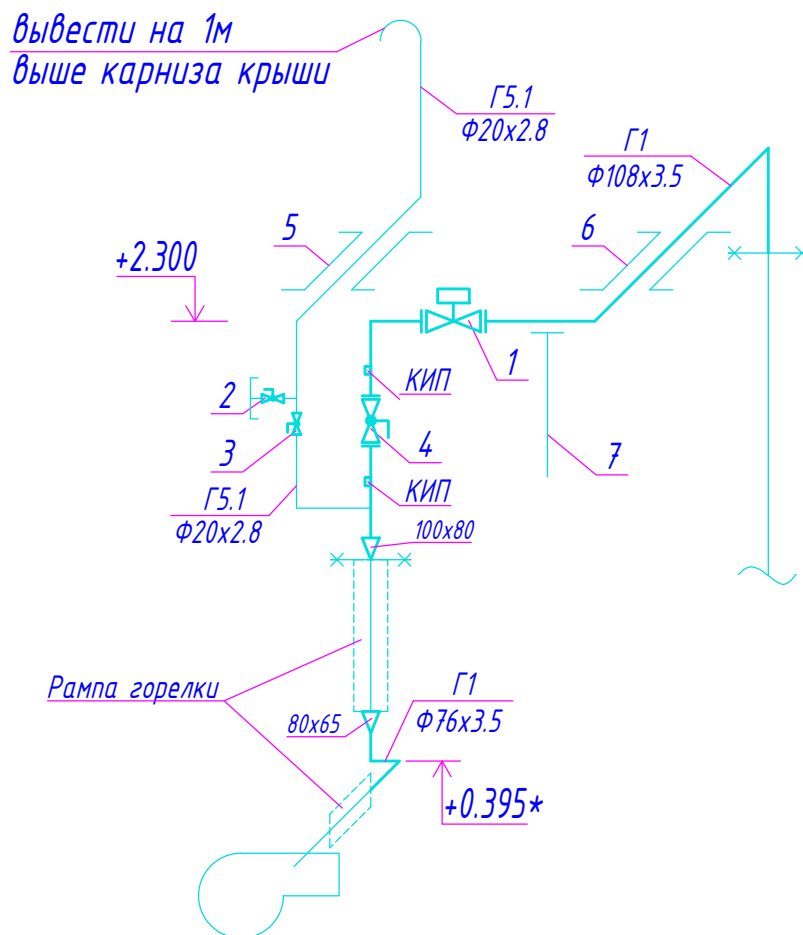 вывести на 1м
выше карниза крыши
Г5.1
Ф20х2.8
Г1
Ф108х3.5
5
6
+2.300
1
КИП
2
3
4
7
КИП
Г5.1
Ф20х2.8
100х80
Рампа горелки
Г1
80х65
Ф76х3.5
+0.395*